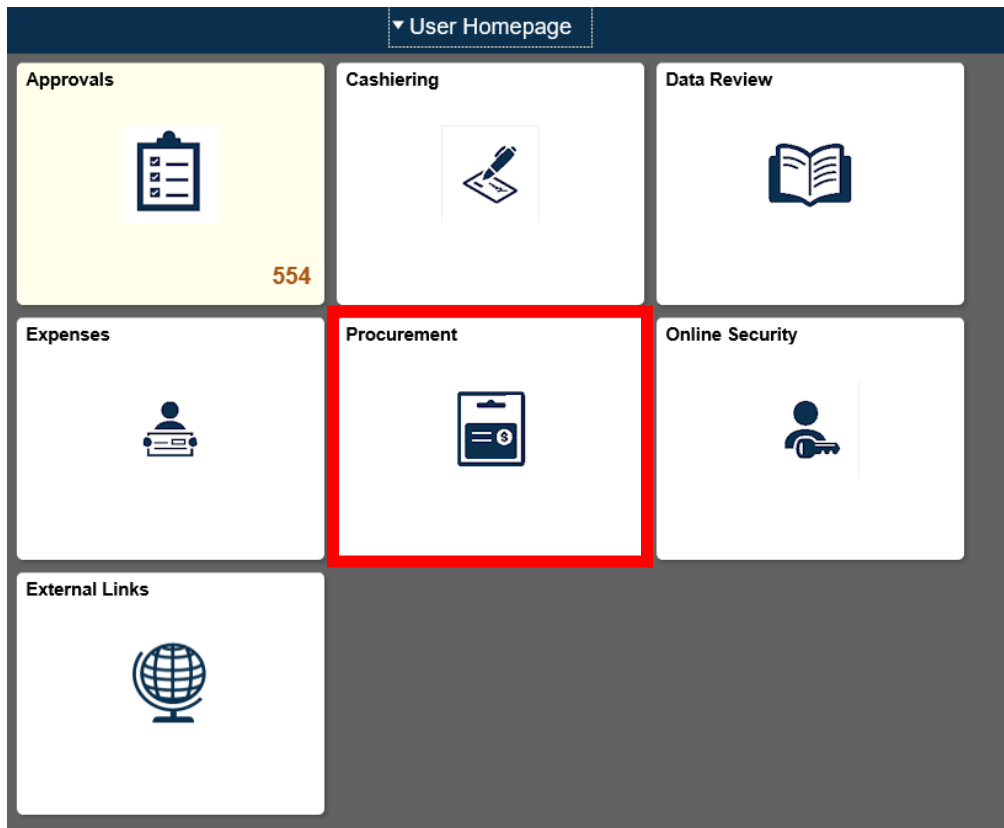 User Homepage
Approvals
Cashiering
Data Review
554
Expenses
Procurement
Online Security
$
External Links